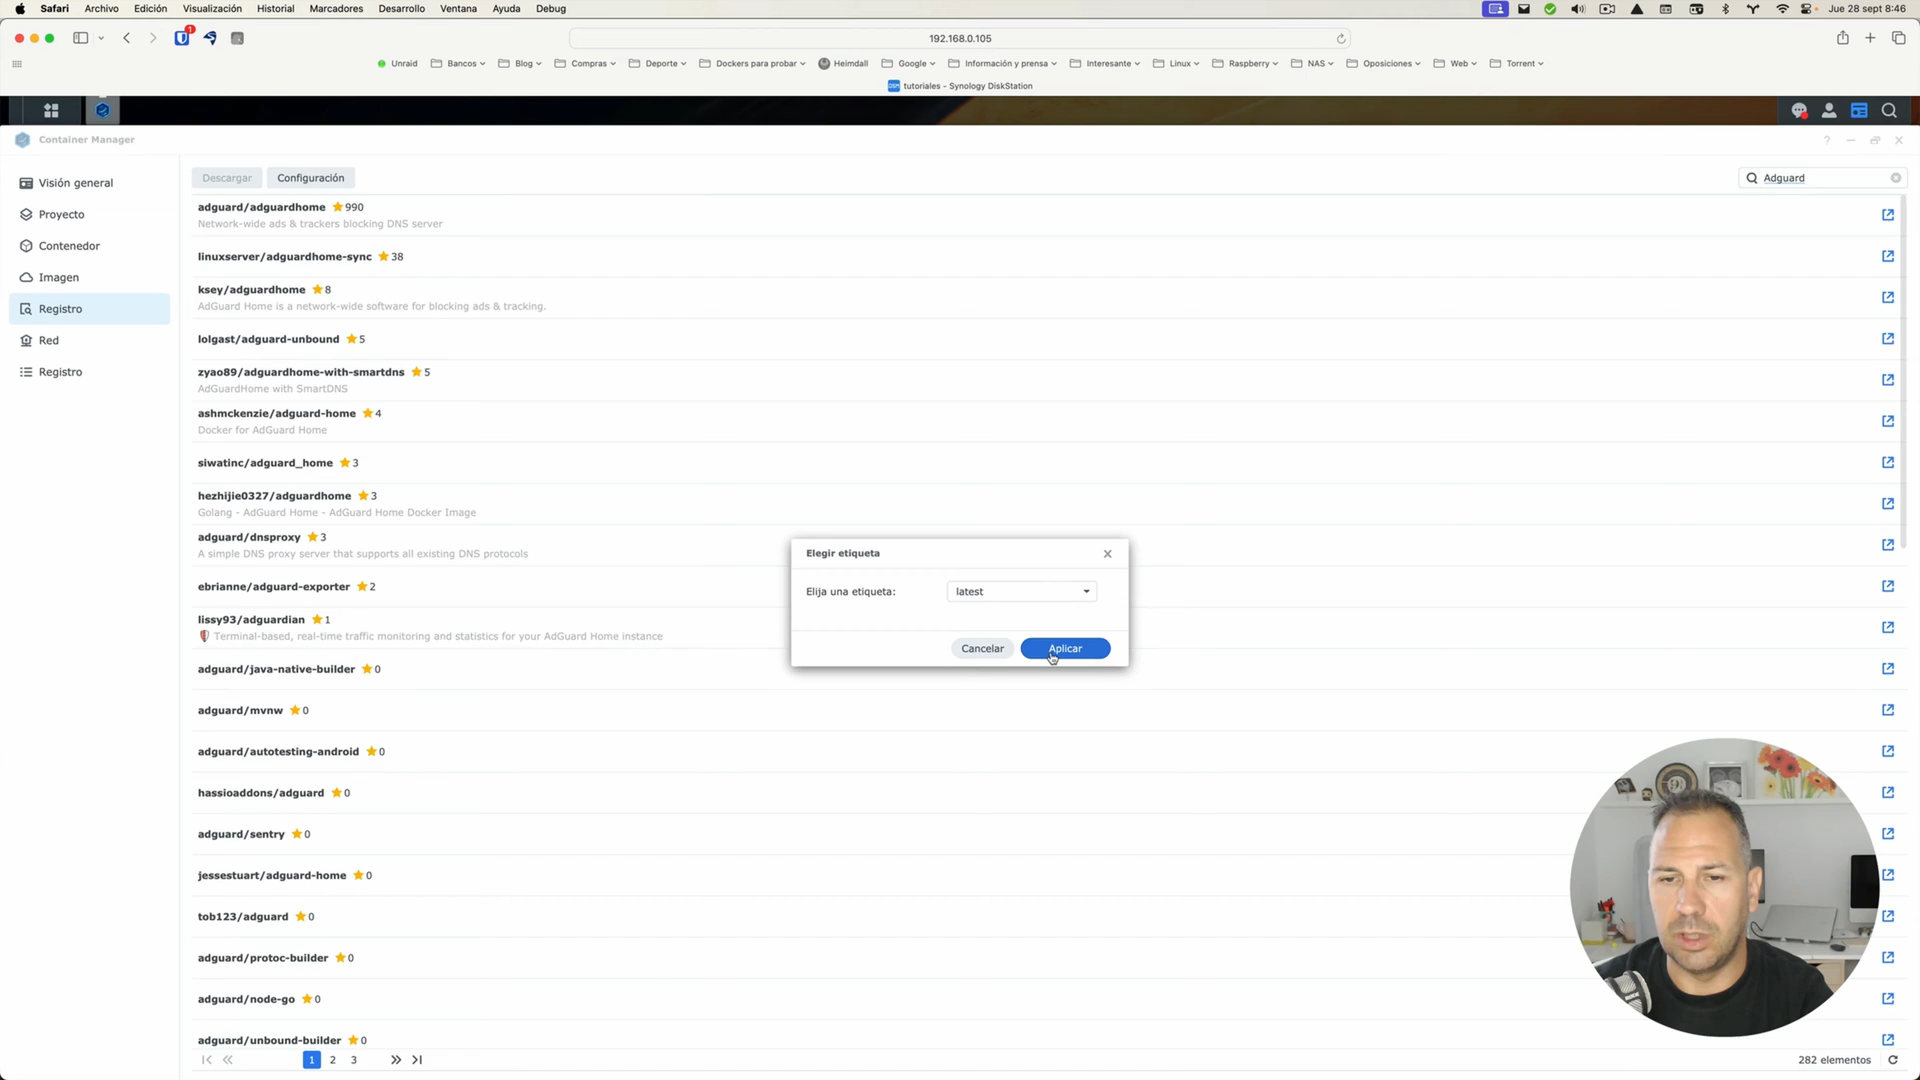 Safari Archivo Edición Visualización Historial Marcadores Desarrollo Ventana Ayuda Debug Jue 28 sept 8:46
1
192.168.0.105
Unraid Bancos Blog Compras Deporte Dockers para probar Heimdall Google Información y prensa Interesante Linux Raspberry NAS Oposiciones Web Torrent
tutoriales - Synology DiskStation
Container Manager
?
Visión general
Proyecto
Contenedor
Imagen
Registro
Red
Registro
Descargar Configuración Adguard
adguard/adguardhome 990
Network-wide ads & trackers blocking DNS server
linuxserver/adguardhome-sync 38
ksey/adguardhome 8
AdGuard Home is a network-wide software for blocking ads & tracking.
lolgast/adguard-unbound 5
zyao89/adguardhome-with-smartdns 5
AdGuardHome with SmartDNS
ashmckenzie/adguard-home 4
Docker for AdGuard Home
siwatinc/adguard_home 3
hezhijie0327/adguardhome 3
Golang - AdGuard Home - AdGuard Home Docker Image
adguard/dnsproxy 3
A simple DNS proxy server that supports all existing DNS protocols
ebrianne/adguard-exporter 2
lissy93/adguardian 1
Terminal-based, real-time traffic monitoring and statistics for your AdGuard Home instance
adguard/java-native-builder 0
adguard/mvnw 0
adguard/autotesting-android 0
hassioaddons/adguard 0
adguard/sentry 0
jessestuart/adguard-home 0
tob123/adguard 0
adguard/protoc-builder 0
adguard/node-go 0
adguard/unbound-builder 0
Elegir etiqueta
Elija una etiqueta: latest
Cancelar Aplicar
1 2 3 282 elementos